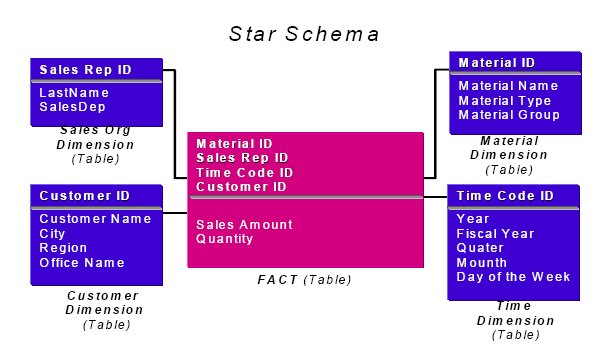 Star Schema
Sales Rep ID
LastName
SalesDep
Sales Org
Dimension
(Table)
Material ID
Material Name
Material Type
Material Group
Material
Dimension
(Table)
Material ID
Sales Rep ID
Time Code ID
Customer ID
Sales Amount
Quantity
FACT (Table)
Customer ID
Customer Name
City
Region
Office Name
Customer
Dimension
(Table)
Time Code ID
Year
Fiscal Year
Quater
Mounth
Day of the Week
Time
Dimension
(Table)